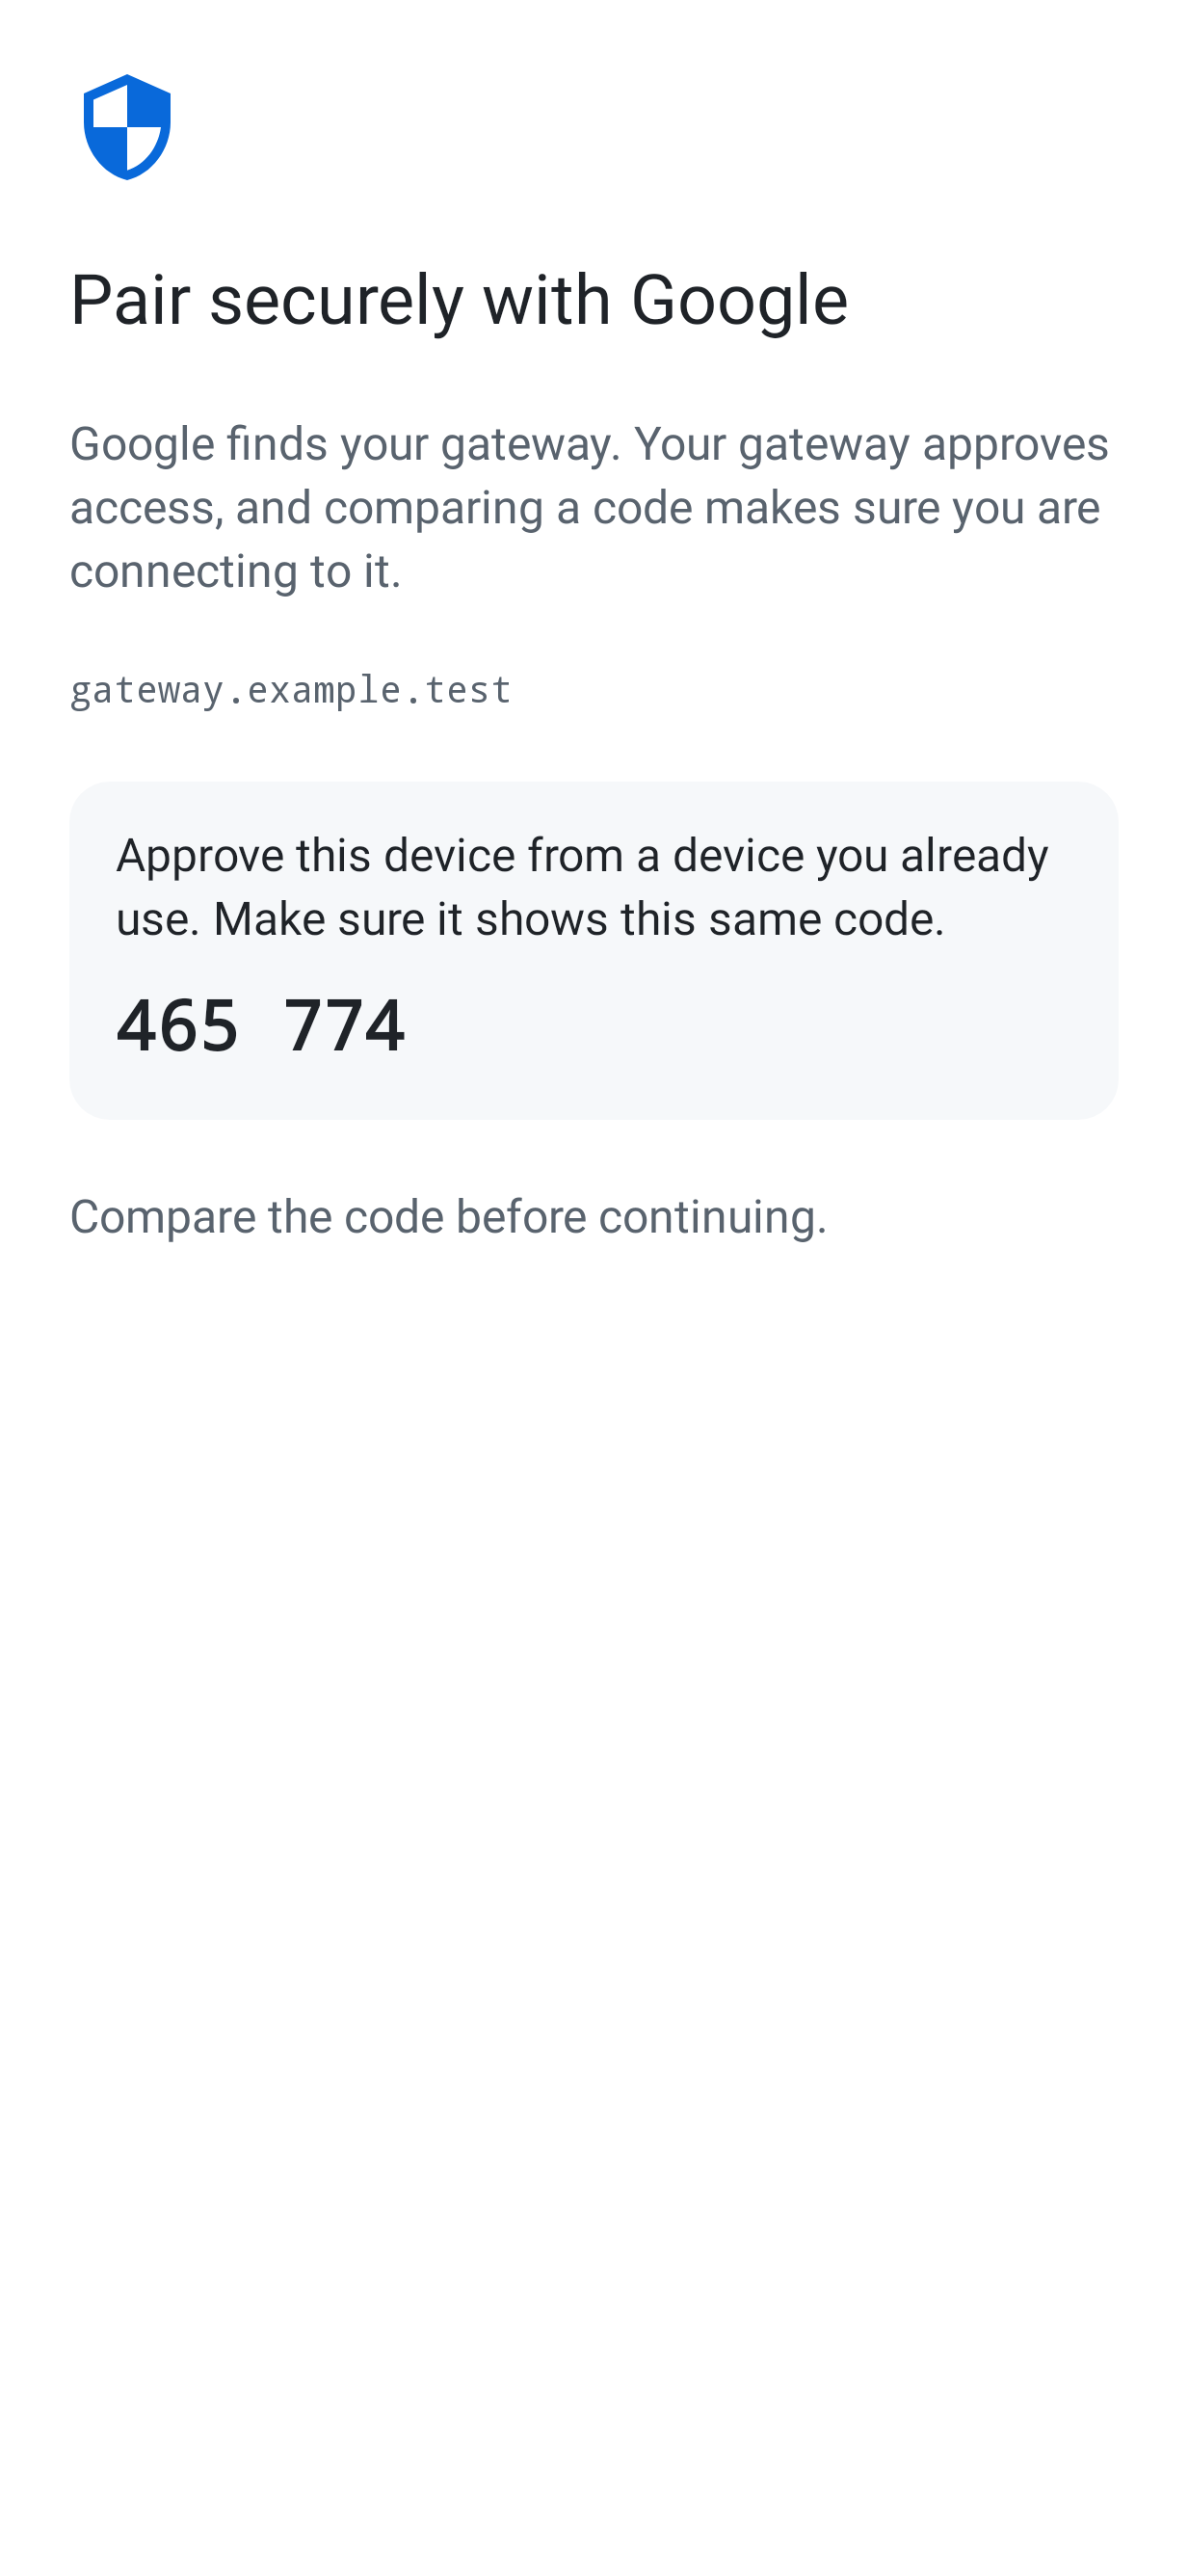 Pair securely with Google
Google finds your gateway. Your gateway approves
access, and comparing a code makes sure you are
connecting to it.
gateway.example.test
Approve this device from a device you already
use. Make sure it shows this same code.
465 774
Compare the code before continuing.